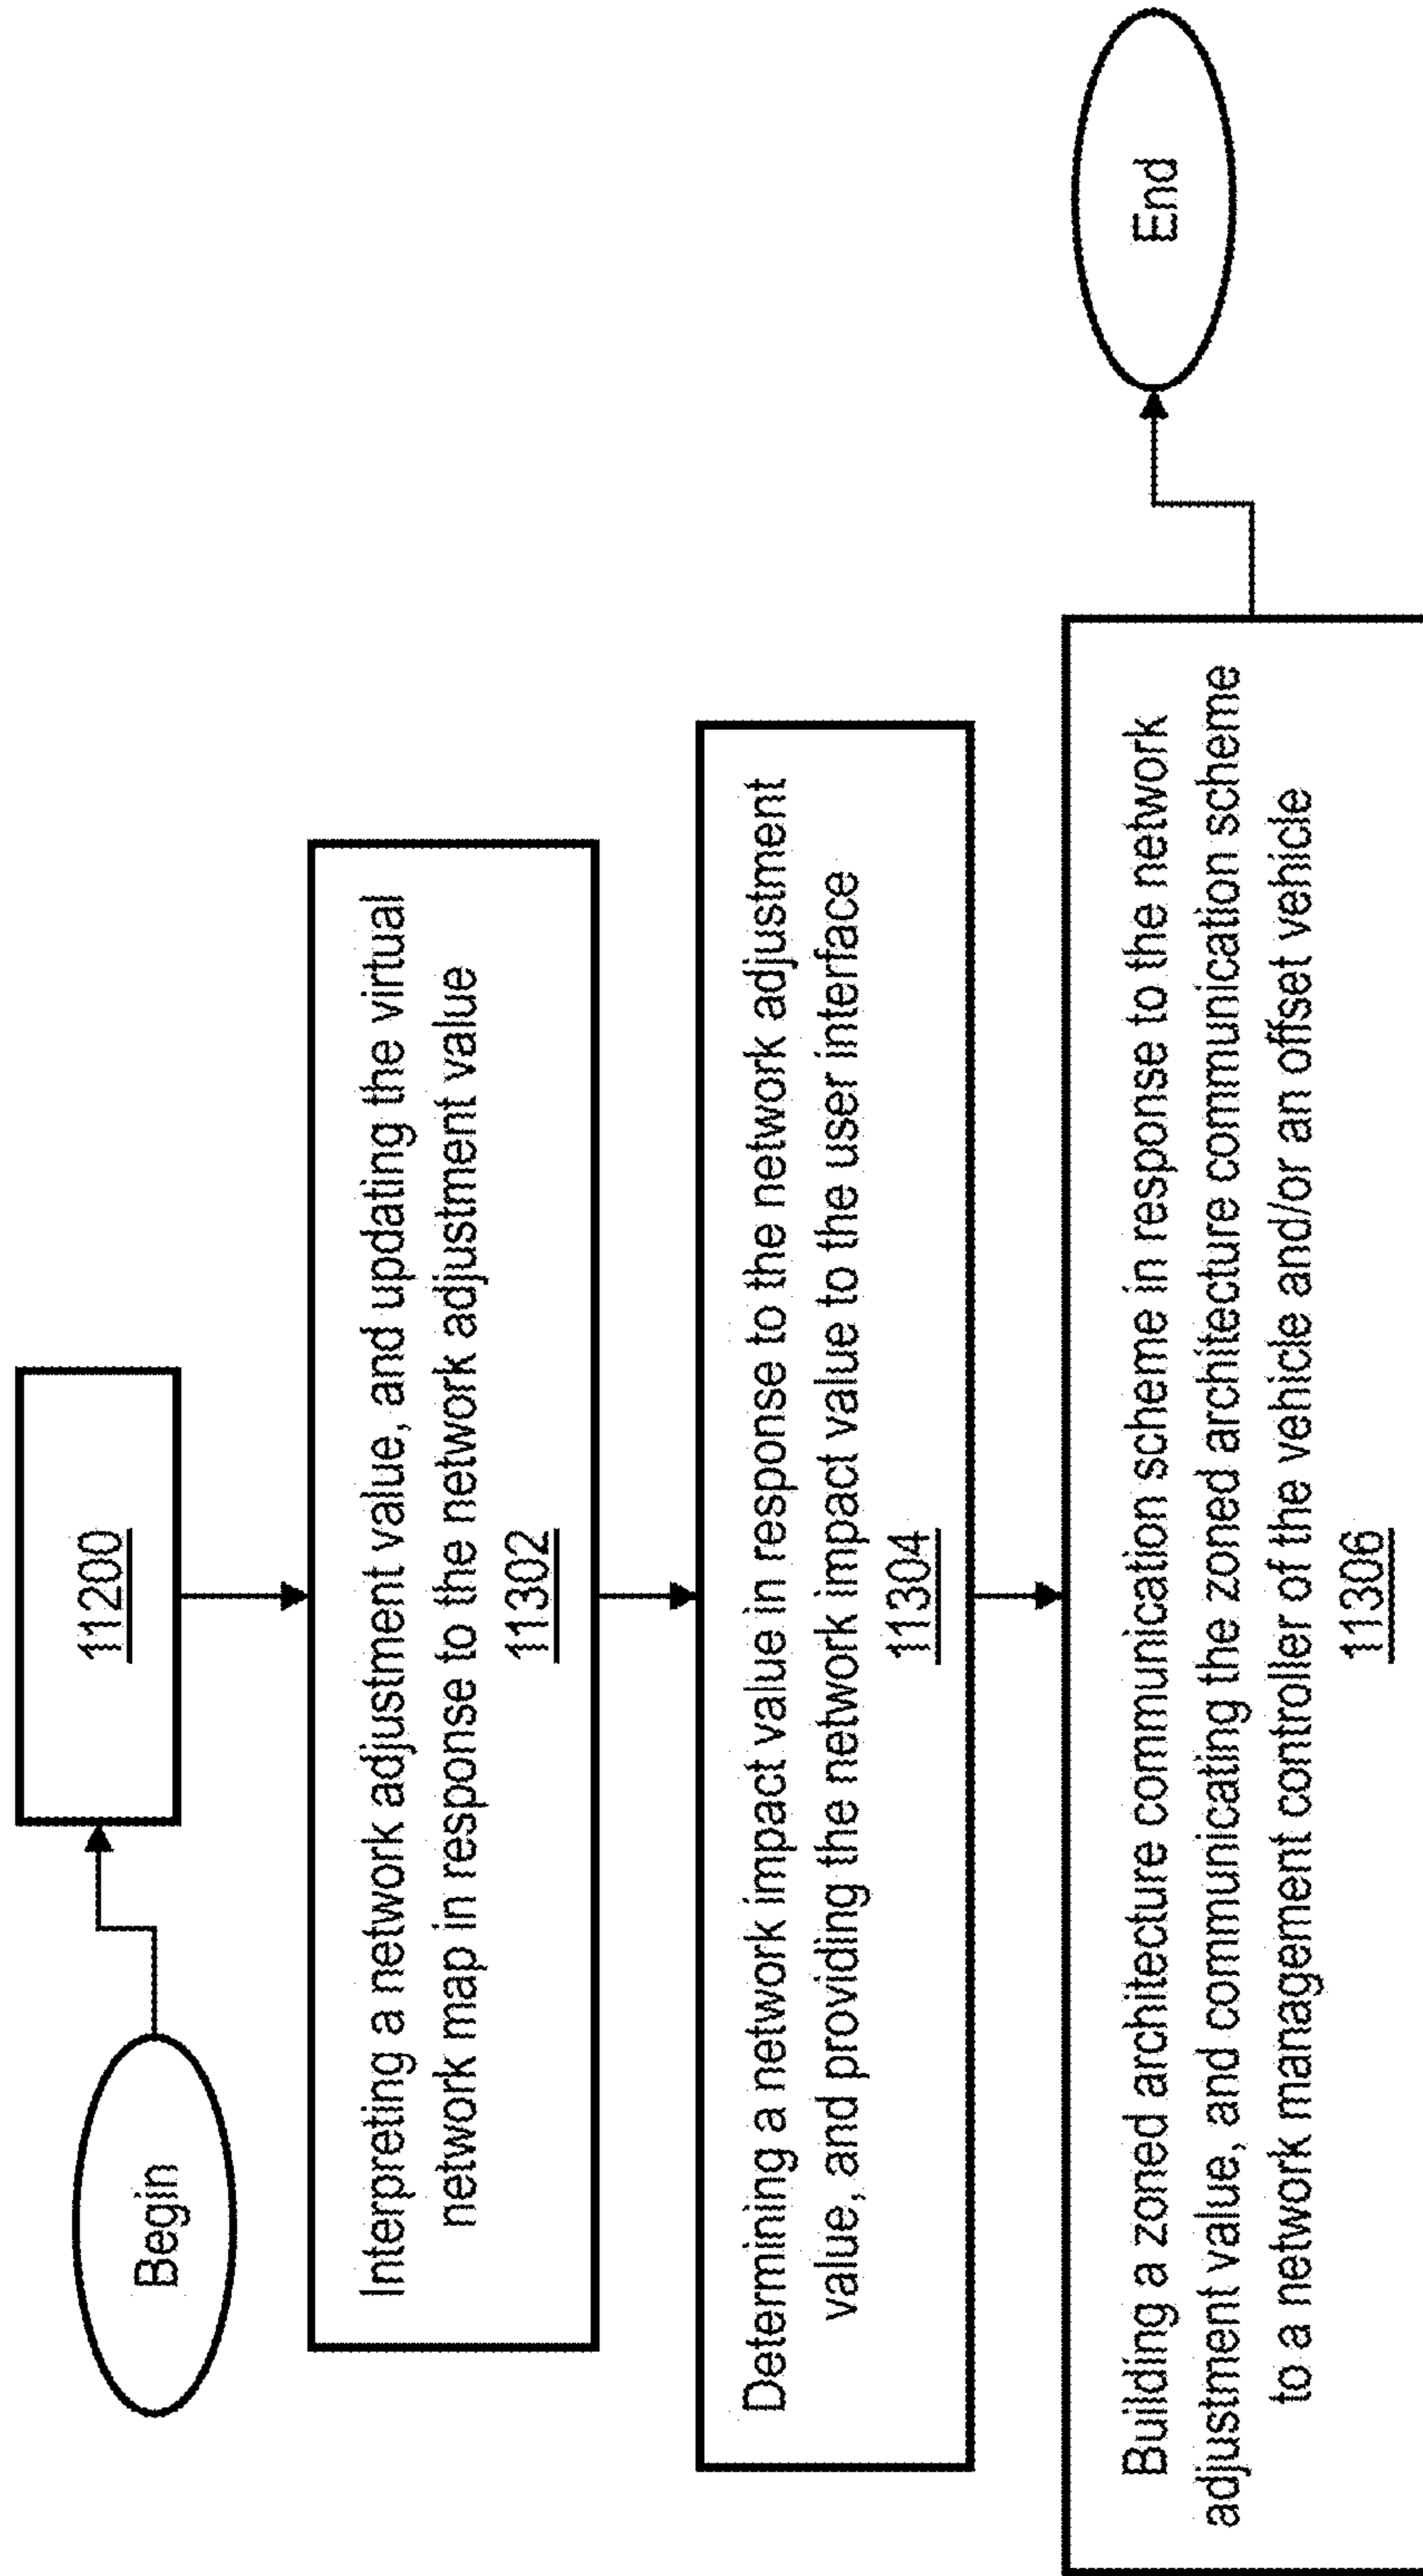 Begin
11200
Interpreting a network adjustment value, and updating the virtual
network map in response to the network adjustment value
11302
Determining a network impact value in response to the network adjustment
value, and providing the network impact value to the user interface
11304
Building a zoned architecture communication scheme in response to the network
adjustment value, and communicating the zoned architecture communication scheme
to a network management controller of the vehicle and/or an offset vehicle
11306
End